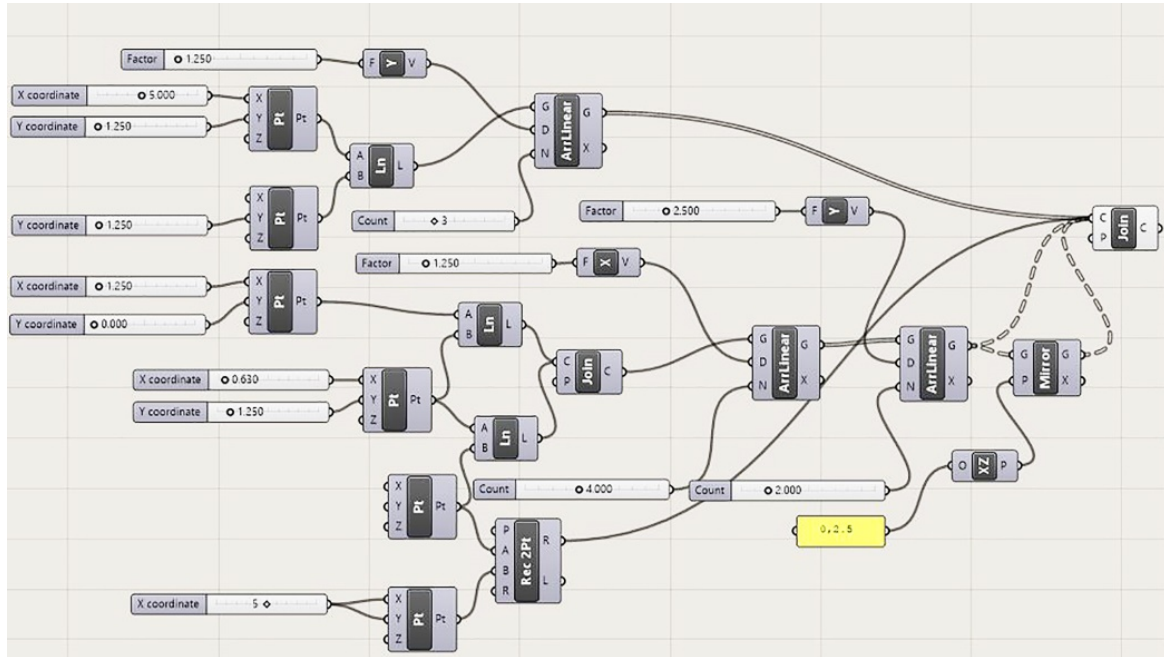 Factor 1.250
F Y V
X coordinate 5.000
X Y Z Pt Pt
Y coordinate 1.250
G D N ArrLinear G X
A B Ln L
X Y Z Pt Pt
Y coordinate 1.250
Count 3
Factor 2.500
F Y V
C P Join C
Factor 1.250
F X V
X coordinate 1.250
X Y Z Pt Pt
Y coordinate 0.000
A B Ln L
G D N ArrLinear G X
G D N ArrLinear G X
G P Mirror G X
C P Join C
X coordinate 0.630
X Y Z Pt Pt
Y coordinate 1.250
A B Ln L
O XZ P
Count 4.000
Count 2.000
X Y Z Pt Pt
0,2.5
P A B R Rec 2Pt R L
X coordinate 5
X Y Z Pt Pt